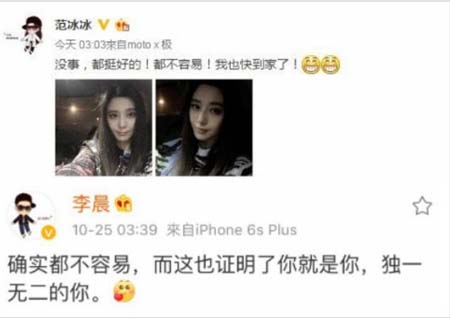 范冰冰
今天 03:03來自moto x 极
没事，都挺好的！都不容易！我也快到家了！
李晨
10-25 03:39 來自iPhone 6s Plus
确实都不容易，而这也证明了你就是你，独一
无二的你。